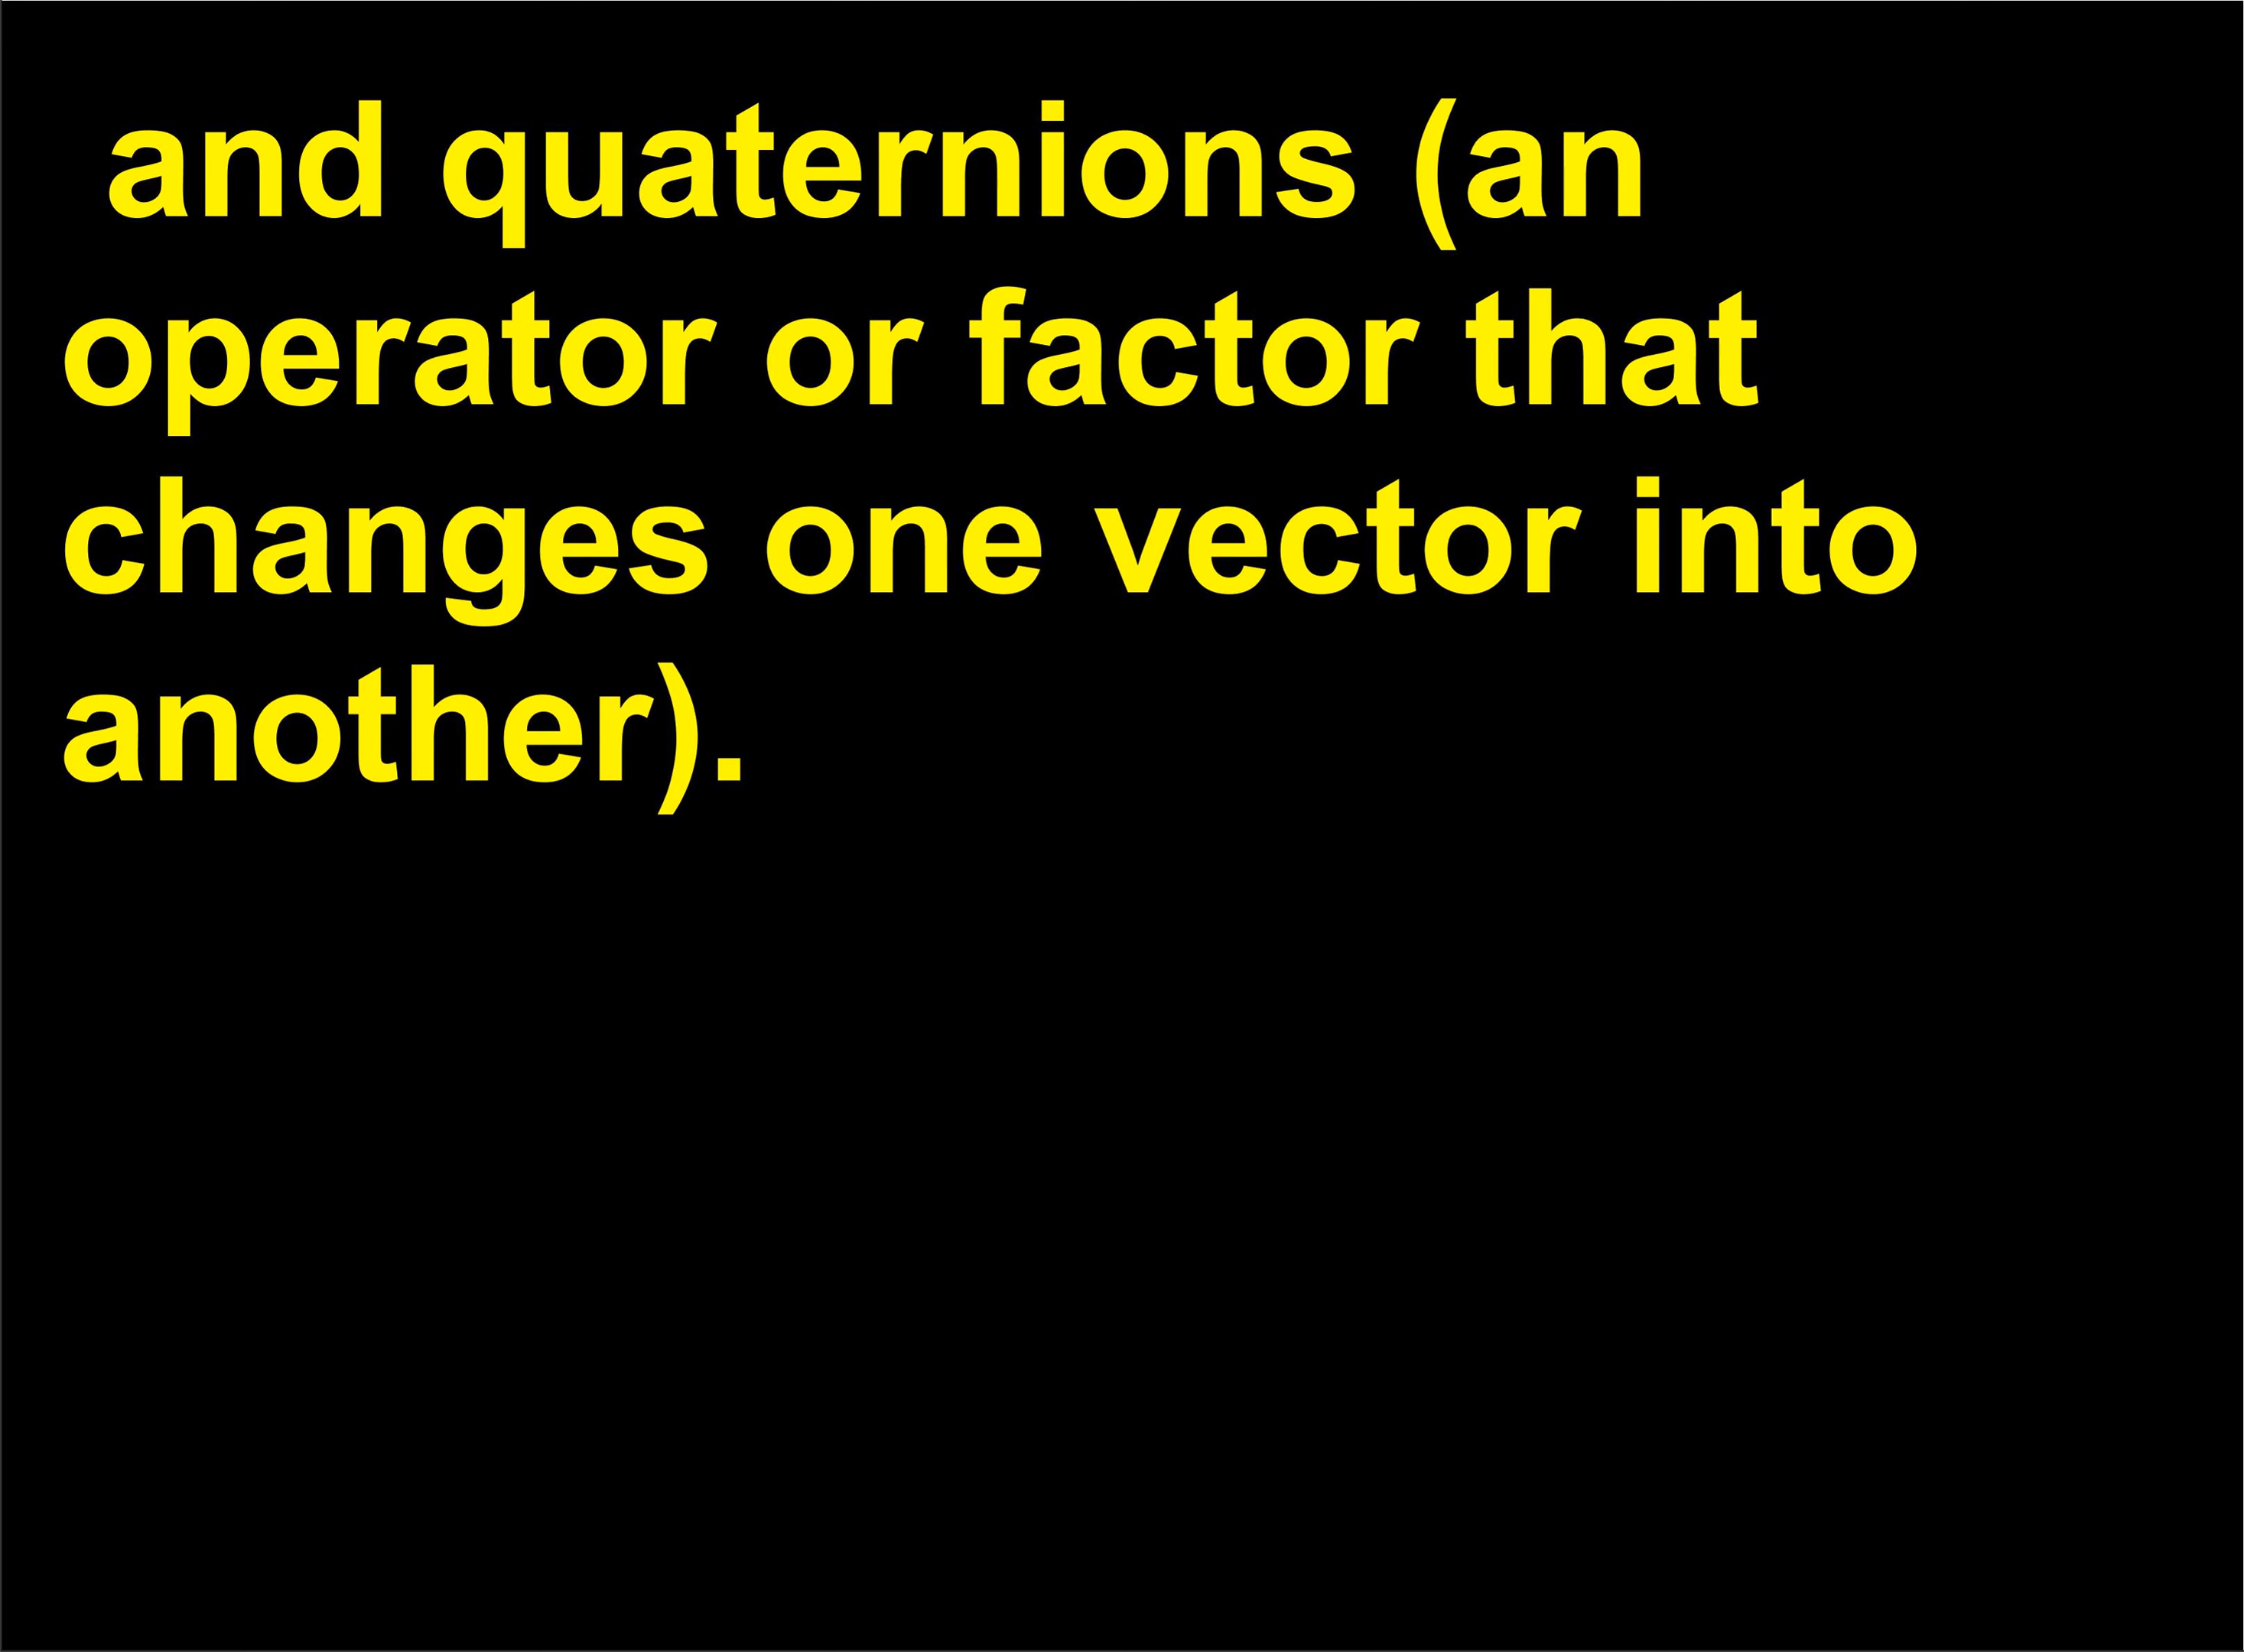 and quaternions (an
operator or factor that
changes one vector into
another).